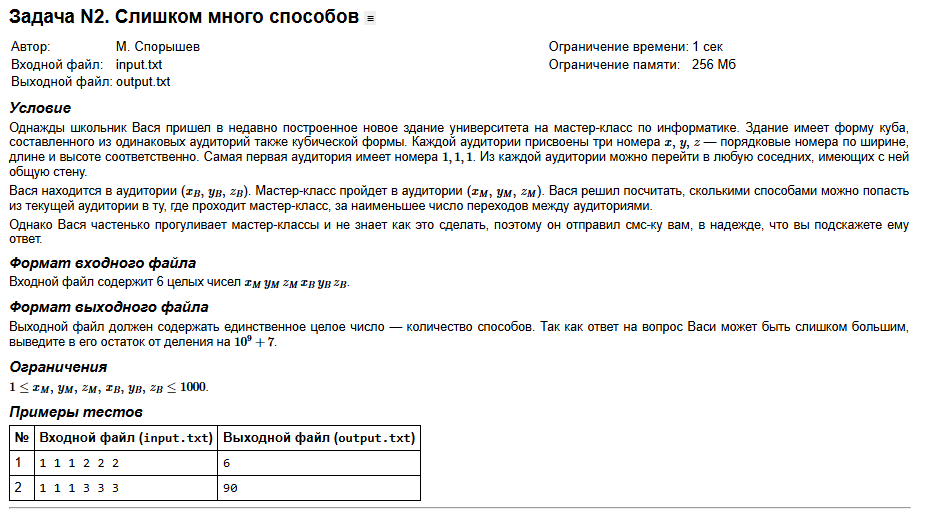 Задача N2. Слишком много способов ≡
Автор: М. Спорышев Ограничение времени: 1 сек
Входной файл: input.txt Ограничение памяти: 256 Мб
Выходной файл: output.txt
Условие
Однажды школьник Вася пришел в недавно построенное новое здание университета на мастер-класс по информатике. Здание имеет форму куба,
составленного из одинаковых аудиторий также кубической формы. Каждой аудитории присвоены три номера x, y, z — порядковые номера по ширине,
длине и высоте соответственно. Самая первая аудитория имеет номера 1, 1, 1. Из каждой аудитории можно перейти в любую соседних, имеющих с ней
общую стену.
Вася находится в аудитории (x_B, y_B, z_B). Мастер-класс пройдет в аудитории (x_M, y_M, z_M). Вася решил посчитать, сколькими способами можно попасть
из текущей аудитории в ту, где проходит мастер-класс, за наименьшее число переходов между аудиториями.
Однако Вася частенько прогуливает мастер-классы и не знает как это сделать, поэтому он отправил смс-ку вам, в надежде, что вы подскажете ему
ответ.
Формат входного файла
Входной файл содержит 6 целых чисел x_M y_M z_M x_B y_B z_B.
Формат выходного файла
Выходной файл должен содержать единственное целое число — количество способов. Так как ответ на вопрос Васи может быть слишком большим,
выведите в его остаток от деления на 10^9 + 7.
Ограничения
1 ≤ x_M, y_M, z_M, x_B, y_B, z_B ≤ 1000.
Примеры тестов
№ Входной файл (input.txt) Выходной файл (output.txt)
1 1 1 1 2 2 2 6
2 1 1 1 3 3 3 90